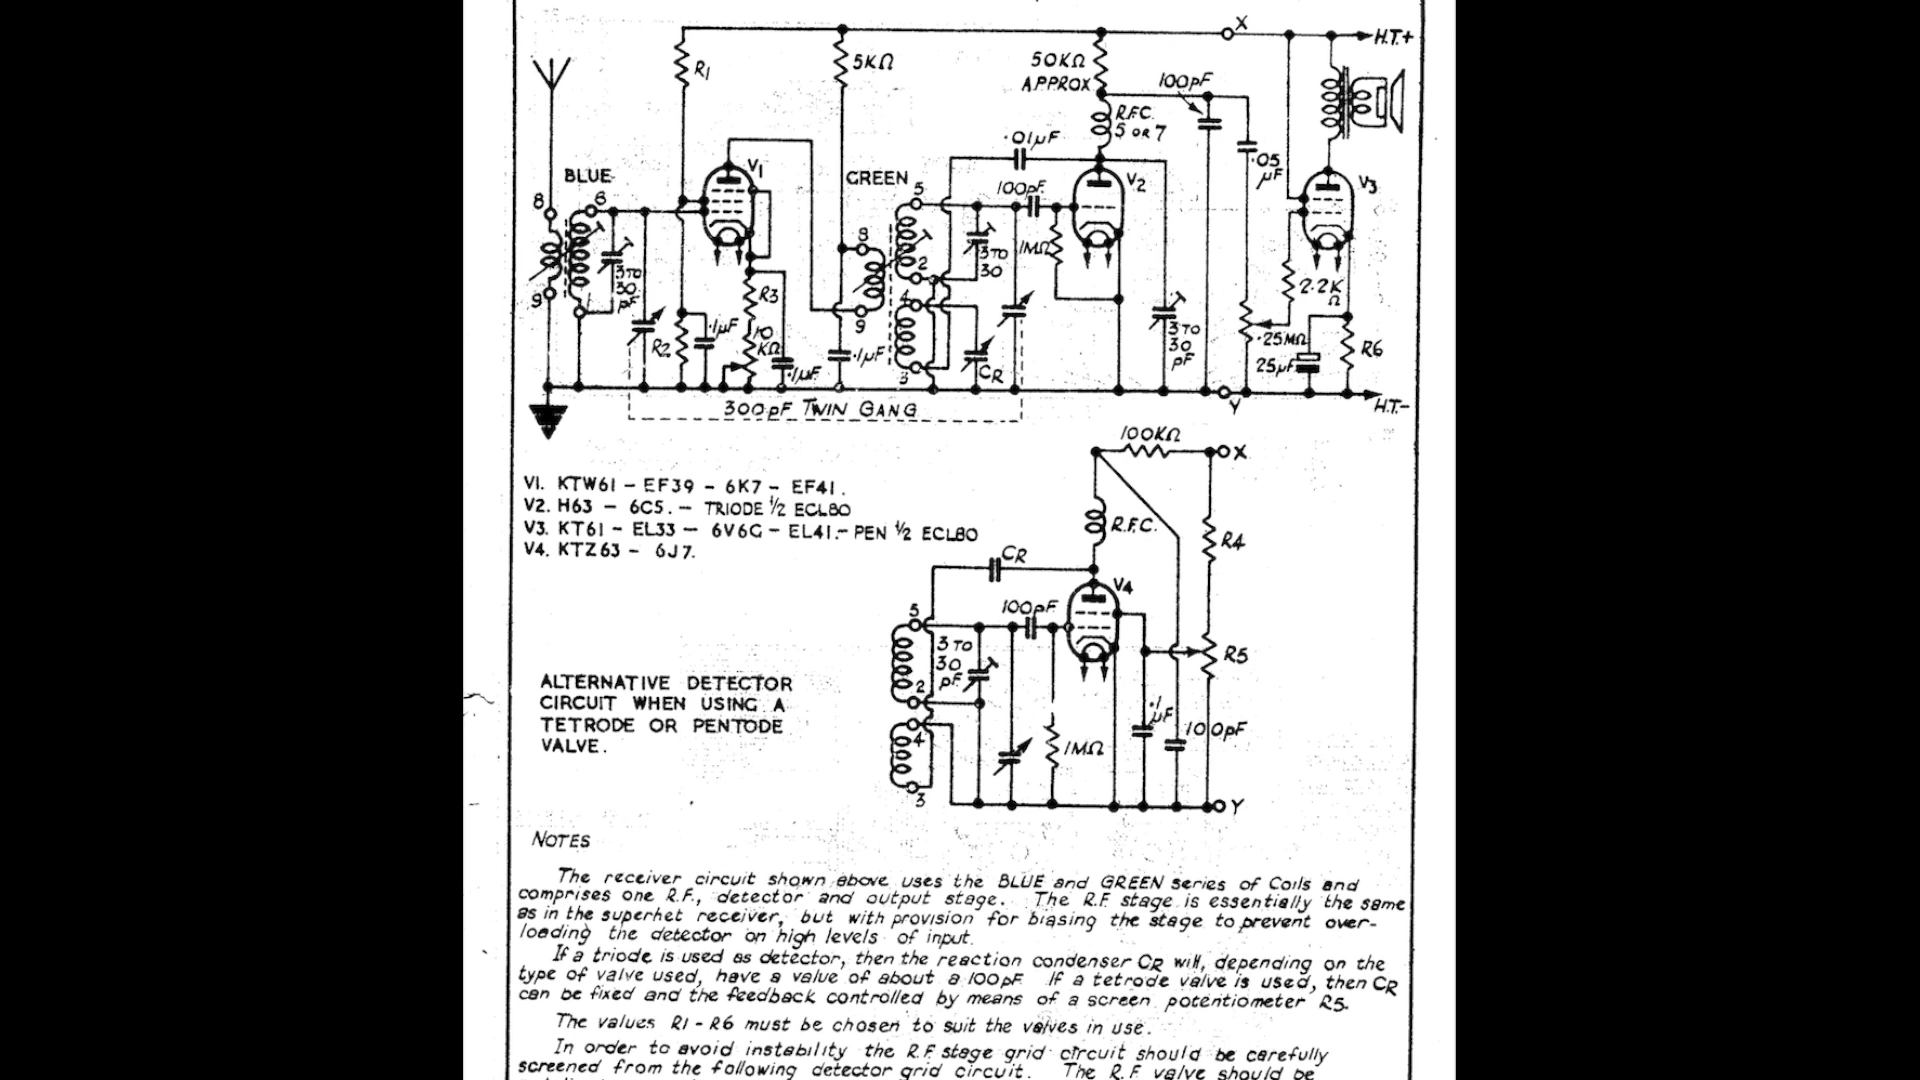 X
H.T.+
R1
5KΩ
50KΩ
APPROX
100pF
R.F.C.
5 OR 7
.01µF
.05
µF
BLUE
V1
GREEN
5
100pF
V2
V3
8
6
8
3 TO
30
1MΩ
2
3 TO
30
pF
9
1
R3
4
2.2K
Ω
9
.1µF
10
KΩ
R2
.1µF
.1µF
3
CR
3 TO
30
pF
.25MΩ
25µF
R6
300pF TWIN GANG
Y
H.T.-
100KΩ
X
V1. KTW61 - EF39 - 6K7 - EF41.
V2. H63 - 6C5. - TRIODE ½ ECL80
V3. KT61 - EL33 - 6V6G - EL41.- PEN ½ ECL80
V4. KTZ63 - 6J7.
R.F.C.
R4
CR
V4
5
100pF
3 TO
30
pF
R5
2
.1
µF
100pF
4
1MΩ
3
Y
ALTERNATIVE DETECTOR
CIRCUIT WHEN USING A
TETRODE OR PENTODE
VALVE.
NOTES
The receiver circuit shown above uses the BLUE and GREEN series of Coils and
comprises one R.F., detector and output stage. The R.F. stage is essentially the same
as in the superhet receiver, but with provision for biasing the stage to prevent over-
loading the detector on high levels of input.
If a triode is used as detector, then the reaction condenser CR will, depending on the
type of valve used, have a value of about a 100pF. If a tetrode valve is used, then CR
can be fixed and the feedback controlled by means of a screen potentiometer R5.
The values R1 - R6 must be chosen to suit the valves in use.
In order to avoid instability the R.F. stage grid circuit should be carefully
screened from the following detector grid circuit. The R.F. valve should be